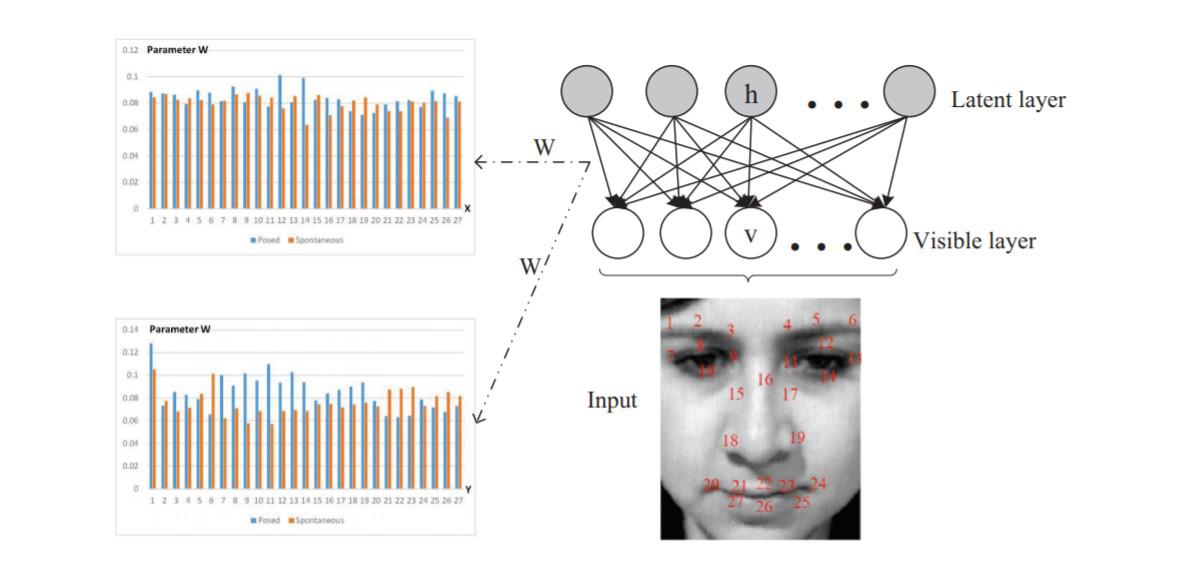 0.12 Parameter W
0.1
0.08
0.06
0.04
0.02
0
X
1 2 3 4 5 6 7 8 9 10 11 12 13 14 15 16 17 18 19 20 21 22 23 24 25 26 27
Posed Spontaneous
W
h
Latent layer
v
Visible layer
W
0.14 Parameter W
0.12
0.1
0.08
0.06
0.04
0.02
0
Y
1 2 3 4 5 6 7 8 9 10 11 12 13 14 15 16 17 18 19 20 21 22 23 24 25 26 27
Posed Spontaneous
Input
1 2 3 4 5 6
7 8 9 11 12 13
10 14
15 16 17
18 19
20 21 22 23 24
27 26 25